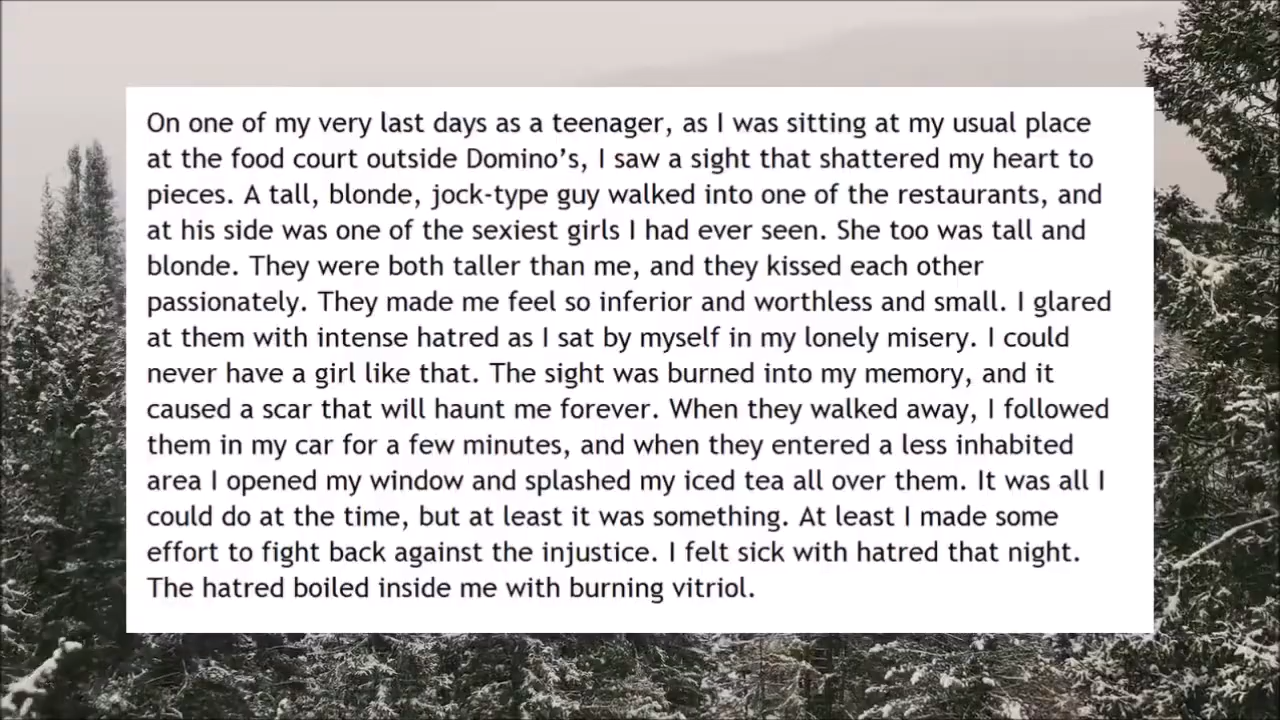 On one of my very last days as a teenager, as I was sitting at my usual place
at the food court outside Domino’s, I saw a sight that shattered my heart to
pieces. A tall, blonde, jock-type guy walked into one of the restaurants, and
at his side was one of the sexiest girls I had ever seen. She too was tall and
blonde. They were both taller than me, and they kissed each other
passionately. They made me feel so inferior and worthless and small. I glared
at them with intense hatred as I sat by myself in my lonely misery. I could
never have a girl like that. The sight was burned into my memory, and it
caused a scar that will haunt me forever. When they walked away, I followed
them in my car for a few minutes, and when they entered a less inhabited
area I opened my window and splashed my iced tea all over them. It was all I
could do at the time, but at least it was something. At least I made some
effort to fight back against the injustice. I felt sick with hatred that night.
The hatred boiled inside me with burning vitriol.